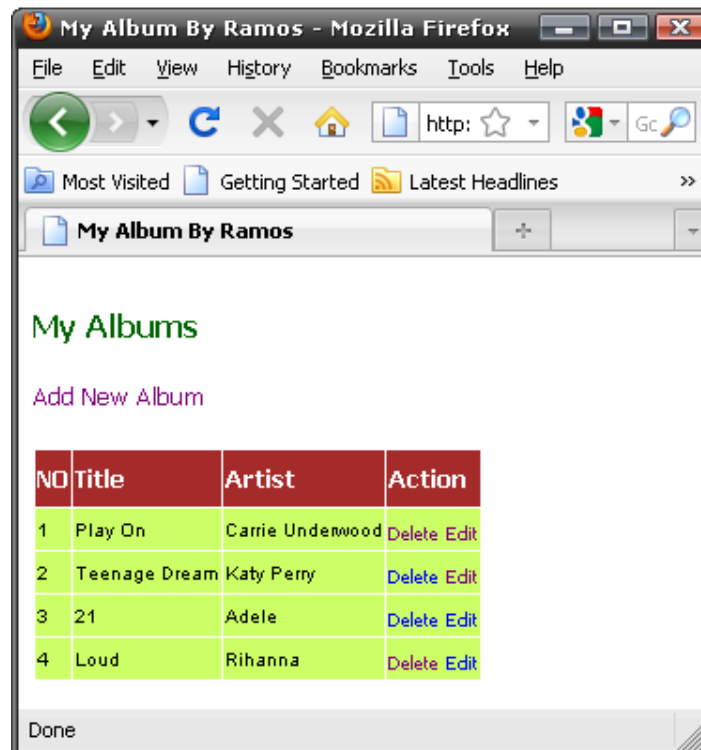 My Album By Ramos - Mozilla Firefox
File Edit View History Bookmarks Tools Help
http: Gc
Most Visited Getting Started Latest Headlines »
My Album By Ramos
My Albums
Add New Album
NO Title Artist Action
1 Play On Carrie Underwood Delete Edit
2 Teenage Dream Katy Perry Delete Edit
3 21 Adele Delete Edit
4 Loud Rihanna Delete Edit
Done